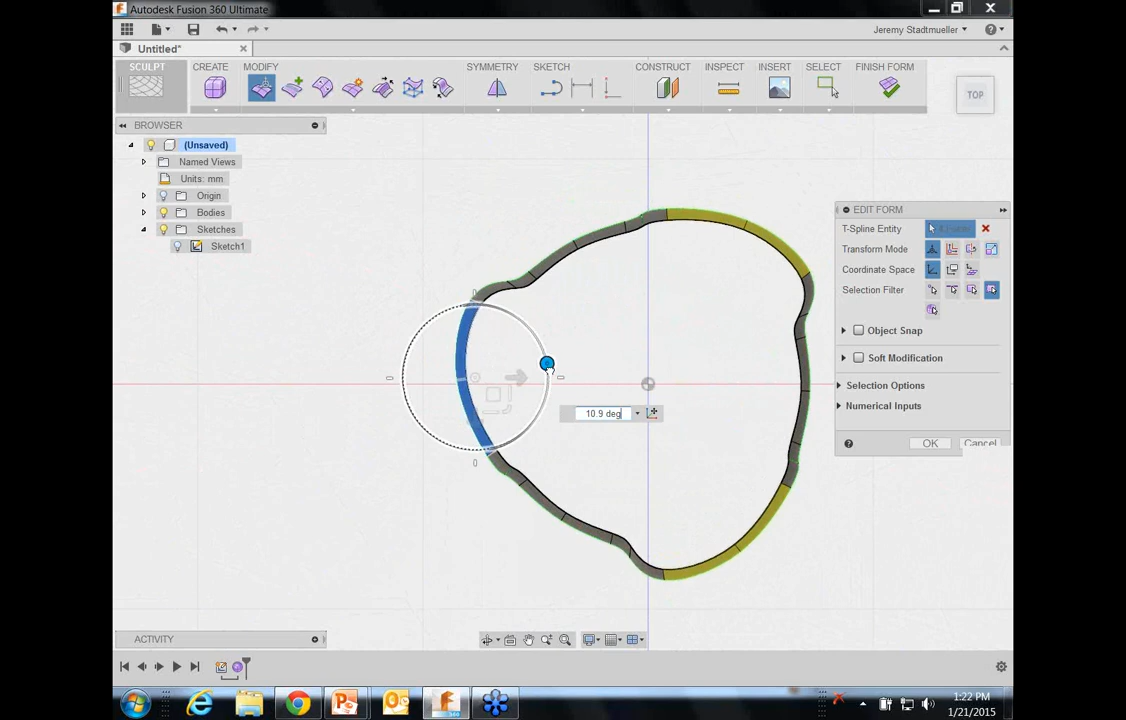 Autodesk Fusion 360 Ultimate
Jeremy Stadtmueller
Untitled*
SCULPT
CREATE
MODIFY
SYMMETRY
SKETCH
CONSTRUCT
INSPECT
INSERT
SELECT
FINISH FORM
TOP
BROWSER
(Unsaved)
Named Views
Units: mm
Origin
Bodies
Sketches
Sketch1
EDIT FORM
T-Spline Entity
Transform Mode
Coordinate Space
Selection Filter
Object Snap
Soft Modification
Selection Options
Numerical Inputs
OK
Cancel
10.9 deg
ACTIVITY
1:22 PM
1/21/2015